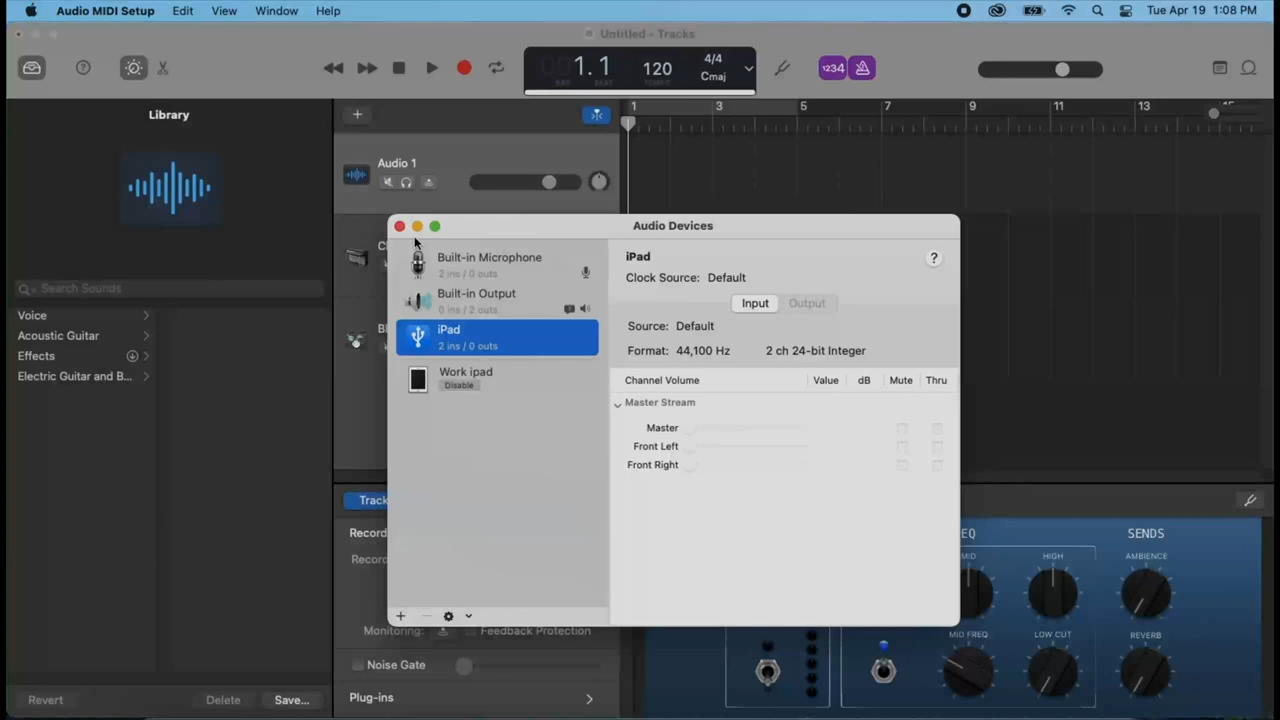 Audio MIDI Setup Edit View Window Help Tue Apr 19 1:08 PM
Untitled - Tracks
1.1 120 4/4
Cmaj
BAR BEAT TEMPO
1234
Library
1 3 5 7 9 11 13 15
Audio 1
Search Sounds
Voice
Acoustic Guitar
Effects
Electric Guitar and B...
Revert Delete Save...
Audio Devices
Built-in Microphone
2 ins / 0 outs
Built-in Output
0 ins / 2 outs
iPad
2 ins / 0 outs
Work ipad
Disable
iPad
?
Clock Source: Default
Input Output
Source: Default
Format: 44,100 Hz 2 ch 24-bit Integer
Channel Volume Value dB Mute Thru
Master Stream
Master
Front Left
Front Right
Track
Record
Recor
Monitoring: Feedback Protection
Noise Gate
Plug-ins
EQ SENDS
MID HIGH AMBIENCE
MID FREQ LOW CUT REVERB